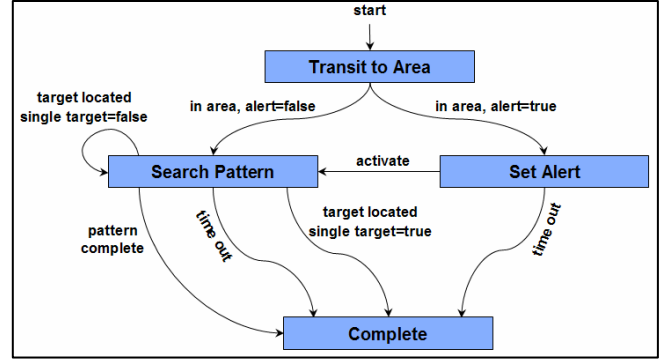 start
Transit to Area
in area, alert=false
in area, alert=true
target located
single target=false
Search Pattern
activate
Set Alert
pattern
complete
time out
target located
single target=true
time out
Complete